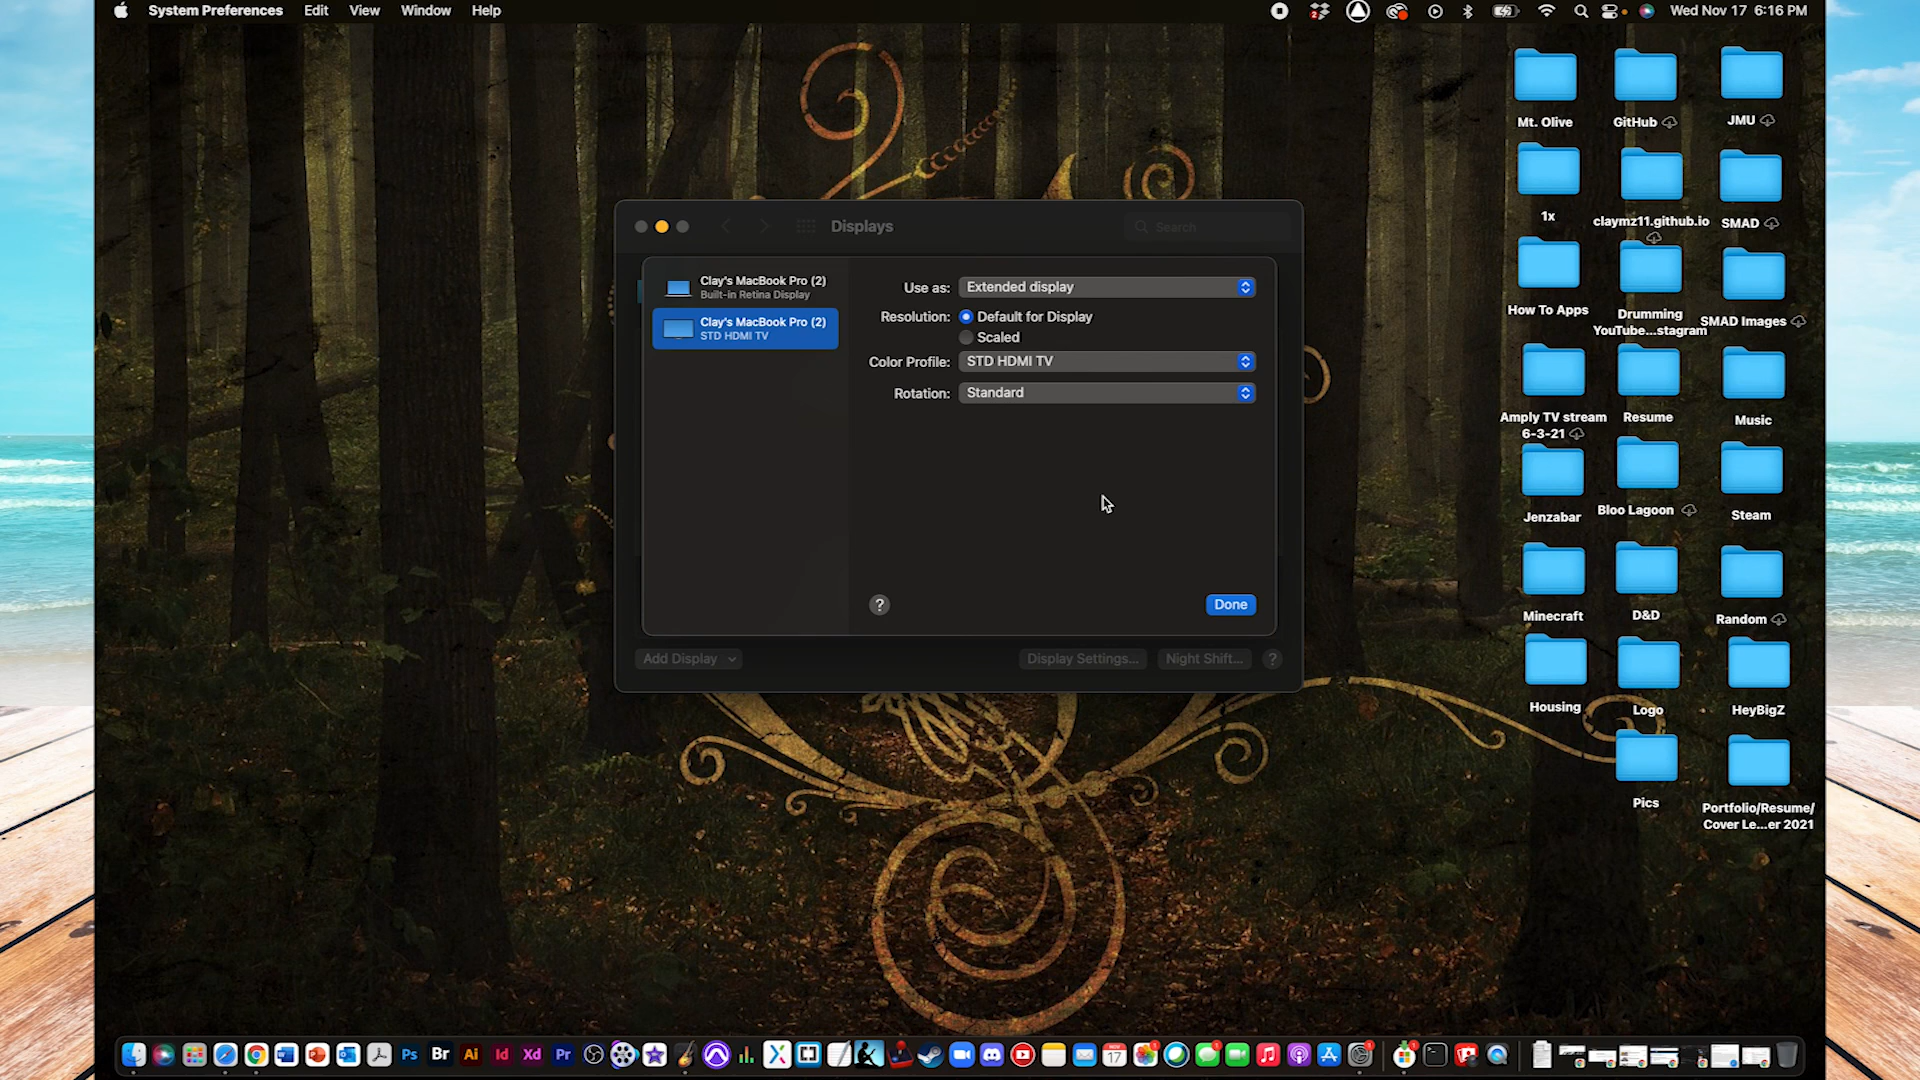 System Preferences Edit View Window Help
2
Wed Nov 17 6:16 PM
Mt. Olive
GitHub
JMU
1x
claymz11.github.io
SMAD
How To Apps
Drumming
YouTube...stagram
SMAD Images
Amply TV stream
6-3-21
Resume
Music
Jenzabar
Bloo Lagoon
Steam
Minecraft
D&D
Random
Housing
Logo
HeyBigZ
Pics
Portfolio/Resume/
Cover Le...er 2021
Displays
Search
Clay's MacBook Pro (2)
Built-in Retina Display
Clay's MacBook Pro (2)
STD HDMI TV
Use as: Extended display
Resolution: Default for Display
Scaled
Color Profile: STD HDMI TV
Rotation: Standard
? Done
Add Display Display Settings... Night Shift... ?
Ps Br Ai Id Xd Pr
NOV
17